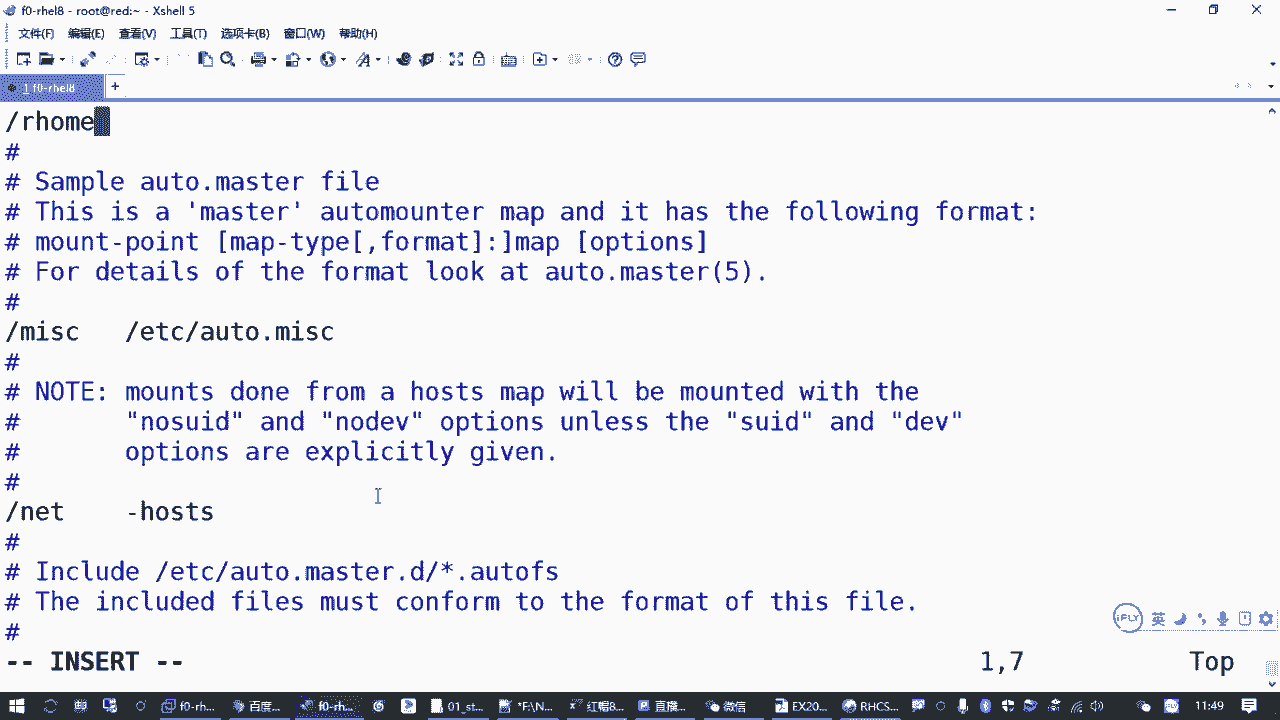 f0-rhel8 - root@red:~ - Xshell 5
文件(F) 编辑(E) 查看(V) 工具(T) 选项卡(B) 窗口(W) 帮助(H)
1 f0-rhel8 +
/rhome
#
# Sample auto.master file
# This is a 'master' automounter map and it has the following format:
# mount-point [map-type[,format]:]map [options]
# For details of the format look at auto.master(5).
#
/misc /etc/auto.misc
#
# NOTE: mounts done from a hosts map will be mounted with the
# "nosuid" and "nodev" options unless the "suid" and "dev"
# options are explicitly given.
#
/net -hosts
#
# Include /etc/auto.master.d/*.autofs
# The included files must conform to the format of this file.
#
iFLY 英
-- INSERT -- 1,7 Top
f0-rh... 百度... f0-rh... 01_st... *F:\N... 红帽8... 直播... 微信 EX20... RHCS... 11:49